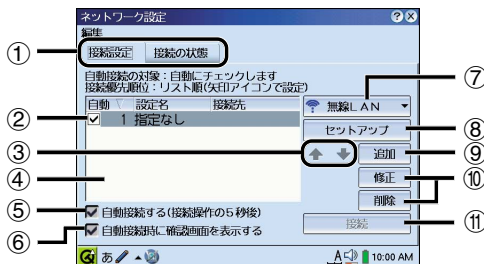 ネットワーク設定
編集
① 接続設定 接続の状態
自動接続の対象：自動にチェックします
接続優先順位：リスト順(矢印アイコンで設定)
自動 設定名 接続先
② 1 指定なし
無線ＬＡＮ ⑦
セットアップ ⑧
③ 追加 ⑨
④ 修正 ⑩
削除
⑤ 自動接続する(接続操作の５秒後)
接続 ⑪
⑥ 自動接続時に確認画面を表示する
あ A 10:00 AM